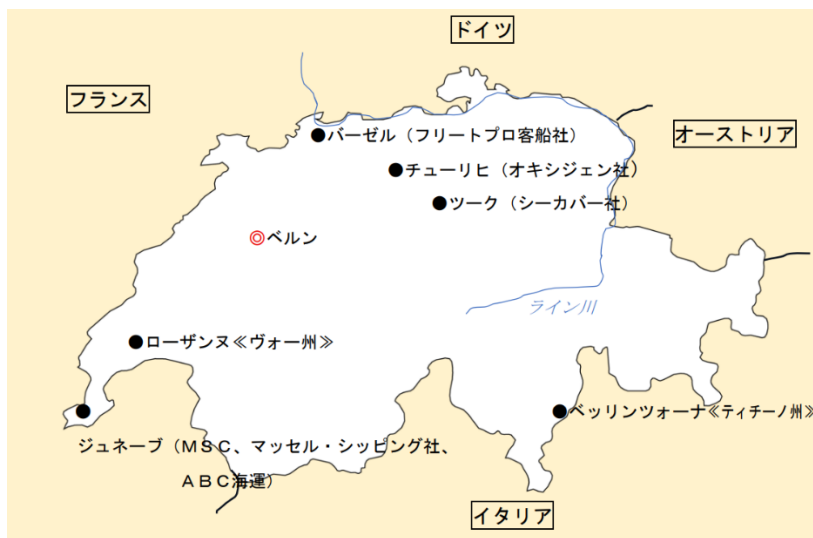 ドイツ
フランス
オーストリア
●バーゼル（フリートプロ客船社）
●チューリヒ（オキシジェン社）
●ツーク（シーカバー社）
◎ベルン
ライン川
●ローザンヌ≪ヴォー州≫
●ベッリンツォーナ≪ティチーノ州≫
ジュネーブ（ＭＳＣ、マッセル・シッピング社、
ＡＢＣ海運）
イタリア